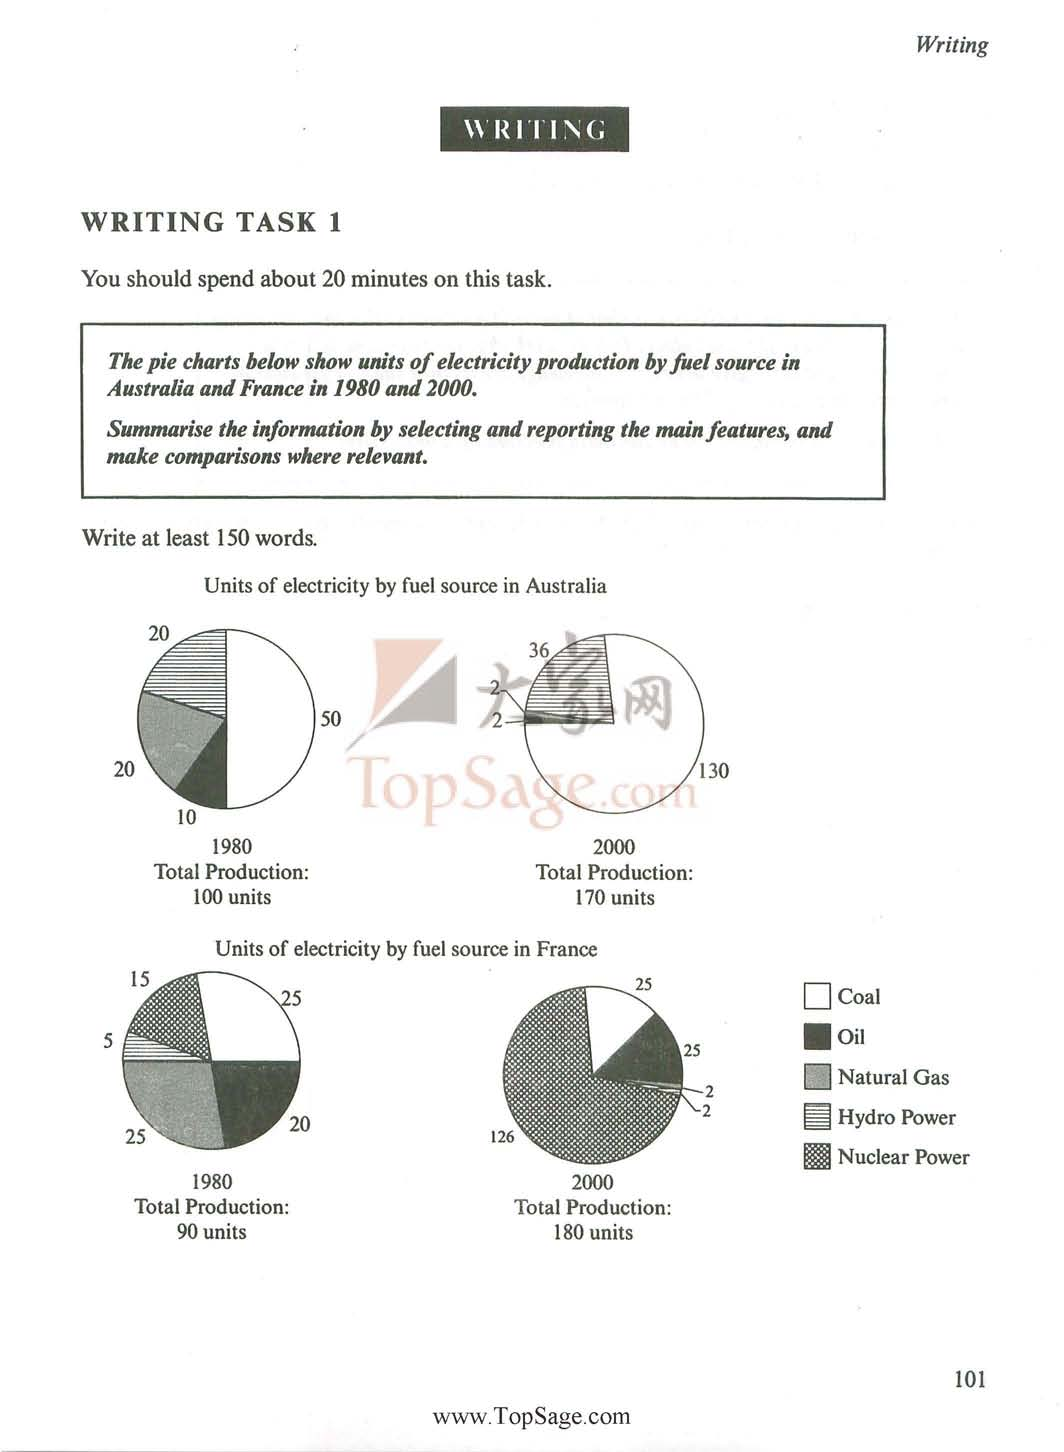 Writing
WRITING
WRITING TASK 1
You should spend about 20 minutes on this task.
The pie charts below show units of electricity production by fuel source in
Australia and France in 1980 and 2000.
Summarise the information by selecting and reporting the main features, and
make comparisons where relevant.
Write at least 150 words.
Units of electricity by fuel source in Australia
20
50
20
10
1980
Total Production:
100 units
36
2
2
130
2000
Total Production:
170 units
大家网
TopSage.com
Units of electricity by fuel source in France
15
25
5
25
20
1980
Total Production:
90 units
25
25
2
2
126
2000
Total Production:
180 units
Coal
Oil
Natural Gas
Hydro Power
Nuclear Power
101
www.TopSage.com